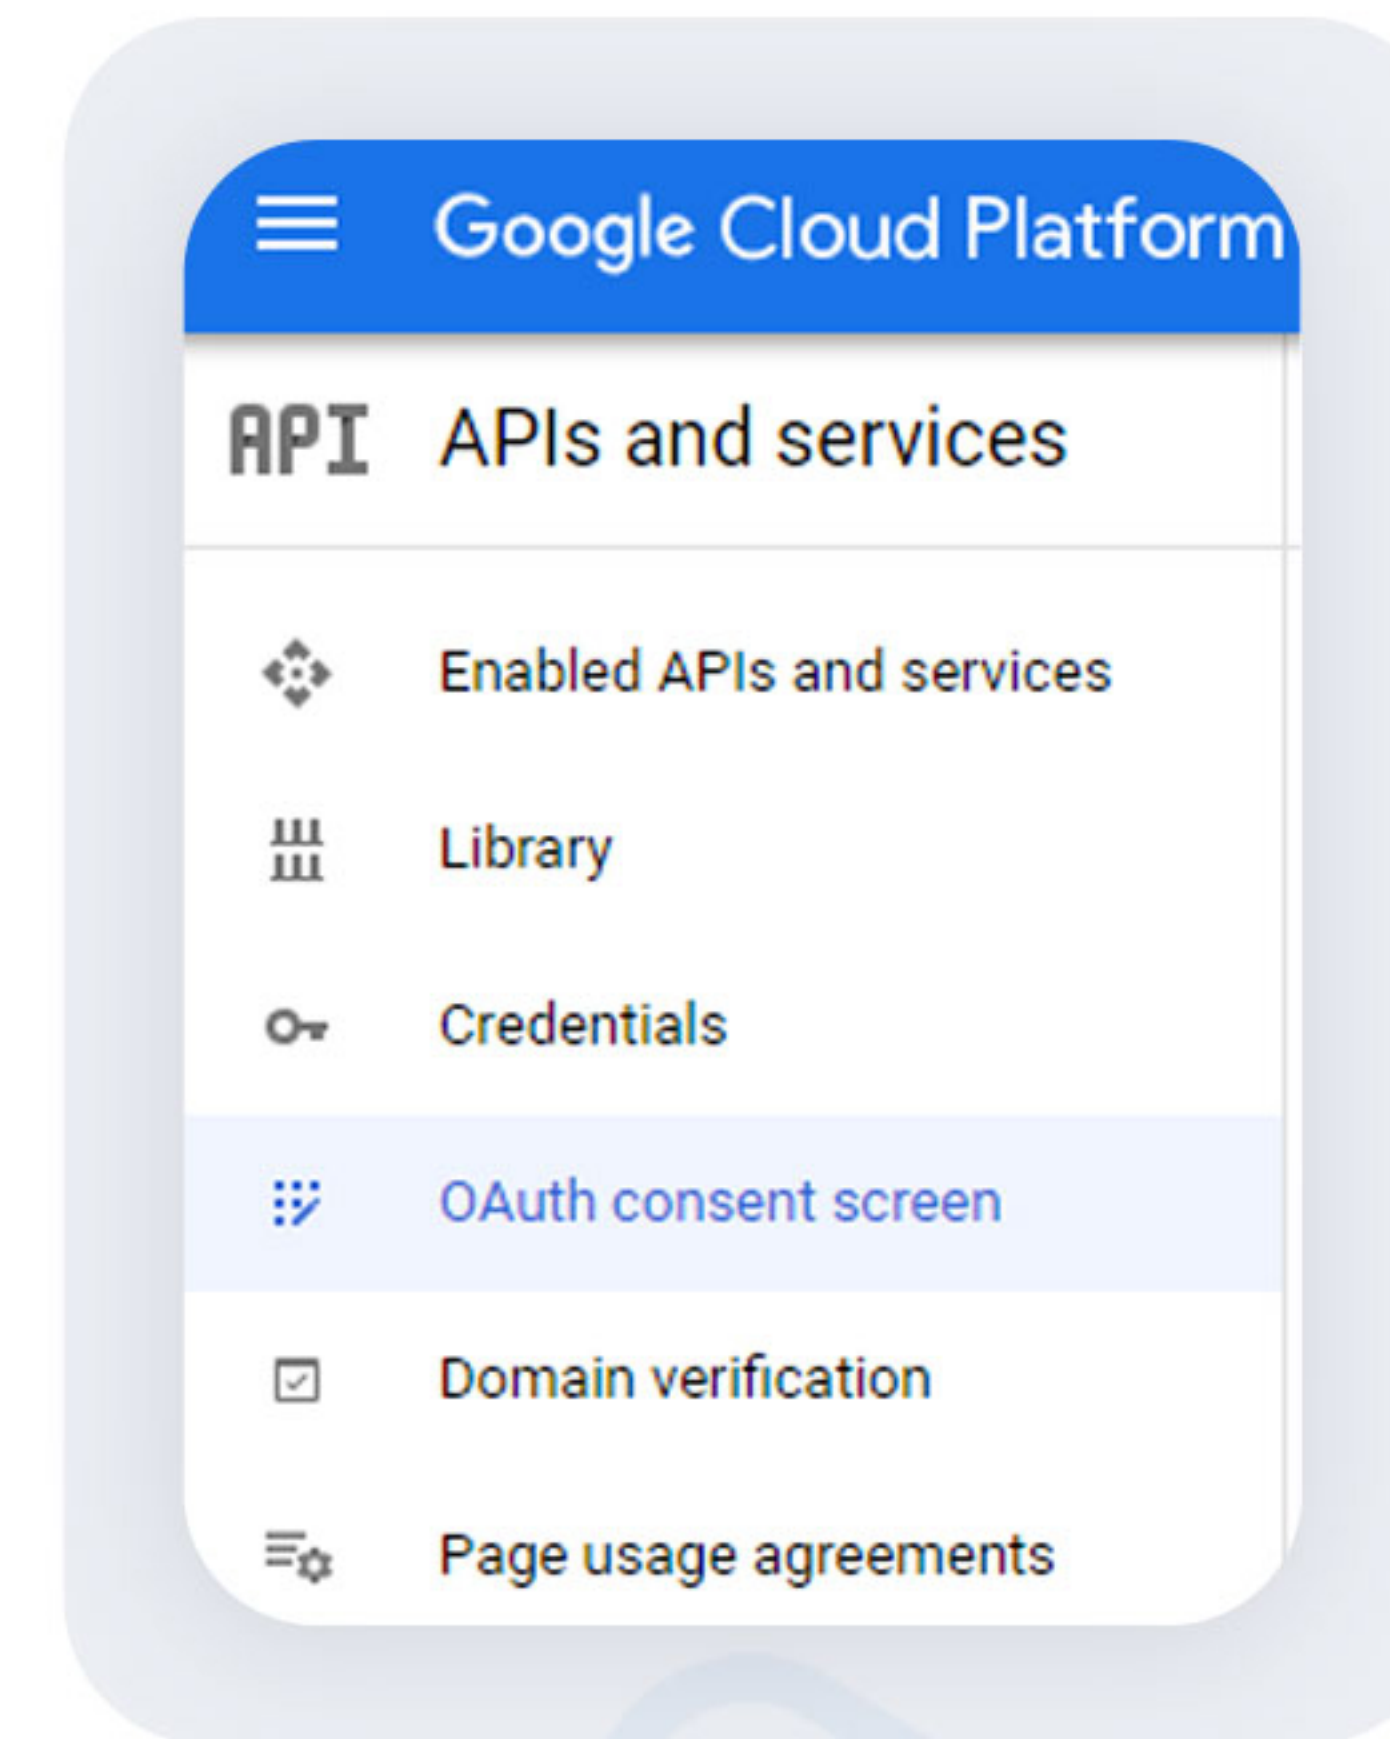 Google Cloud Platform
API APIs and services
Enabled APIs and services
Library
Credentials
OAuth consent screen
Domain verification
Page usage agreements